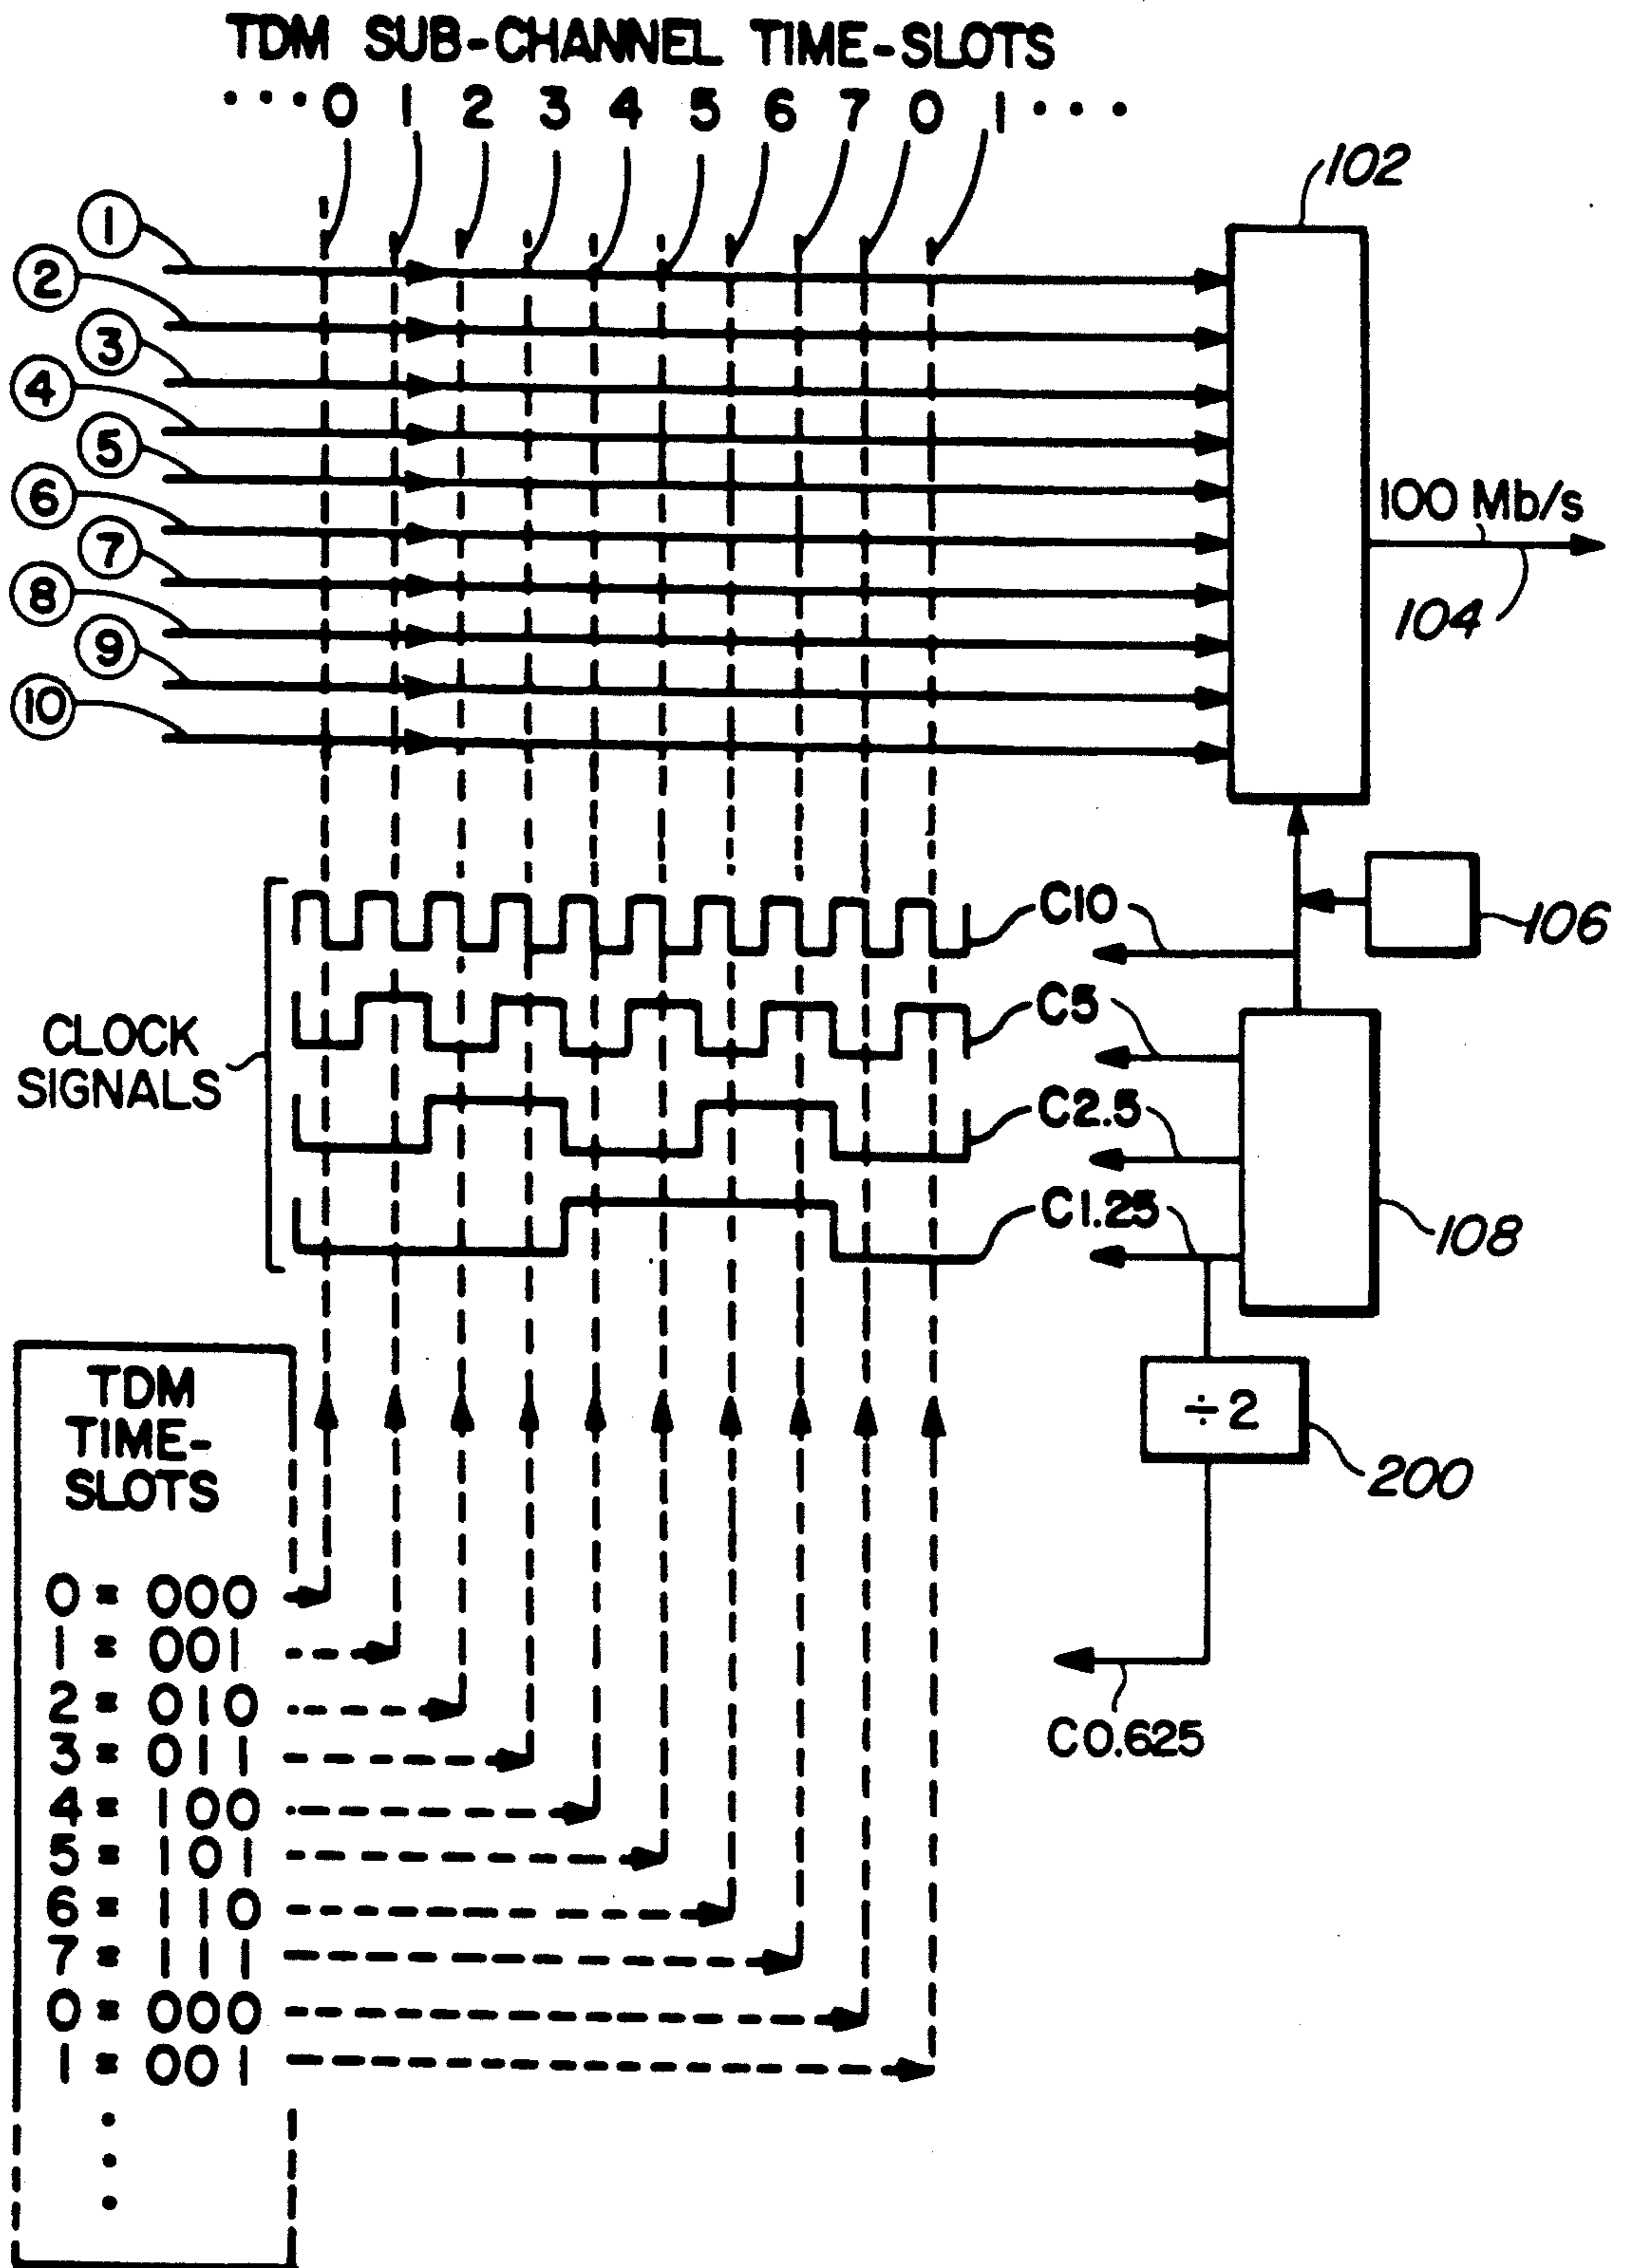 TDM SUB-CHANNEL TIME-SLOTS
• • • 0 1 2 3 4 5 6 7 0 1 • • •
1
2
3
4
5
6
7
8
9
10
102
100 Mb/s
104
106
CLOCK
SIGNALS
C10
C5
C2.5
C1.25
108
÷2
200
C0.625
TDM
TIME-
SLOTS
0 = 000
1 = 001
2 = 010
3 = 011
4 = 100
5 = 101
6 = 110
7 = 111
0 = 000
1 = 001
•
•
•